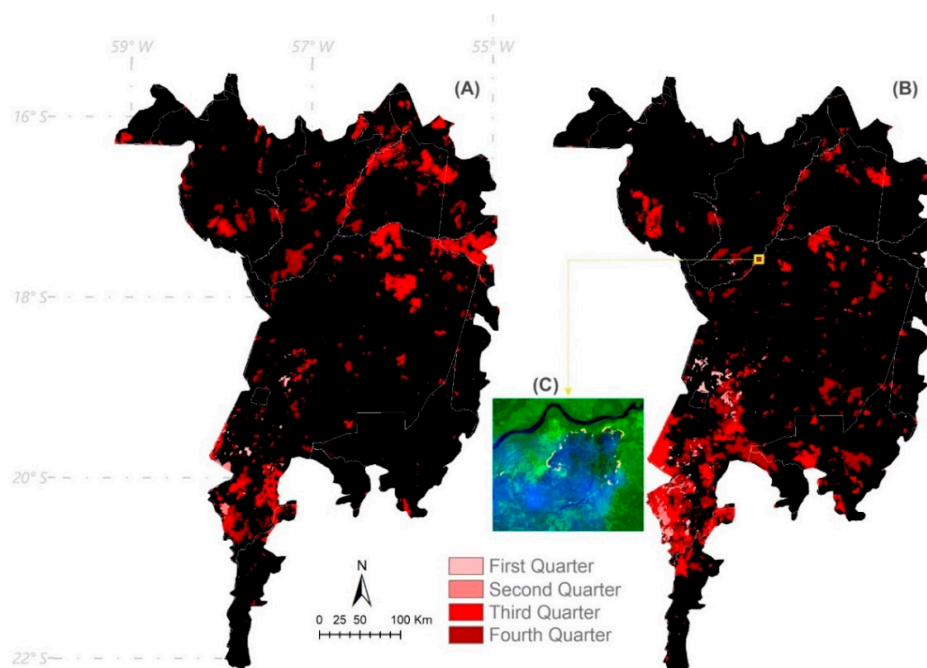 59° W
57° W
55° W
(A)
(B)
16° S
18° S
(C)
20° S
N
0 25 50 100 Km
First Quarter
Second Quarter
Third Quarter
Fourth Quarter
22° S